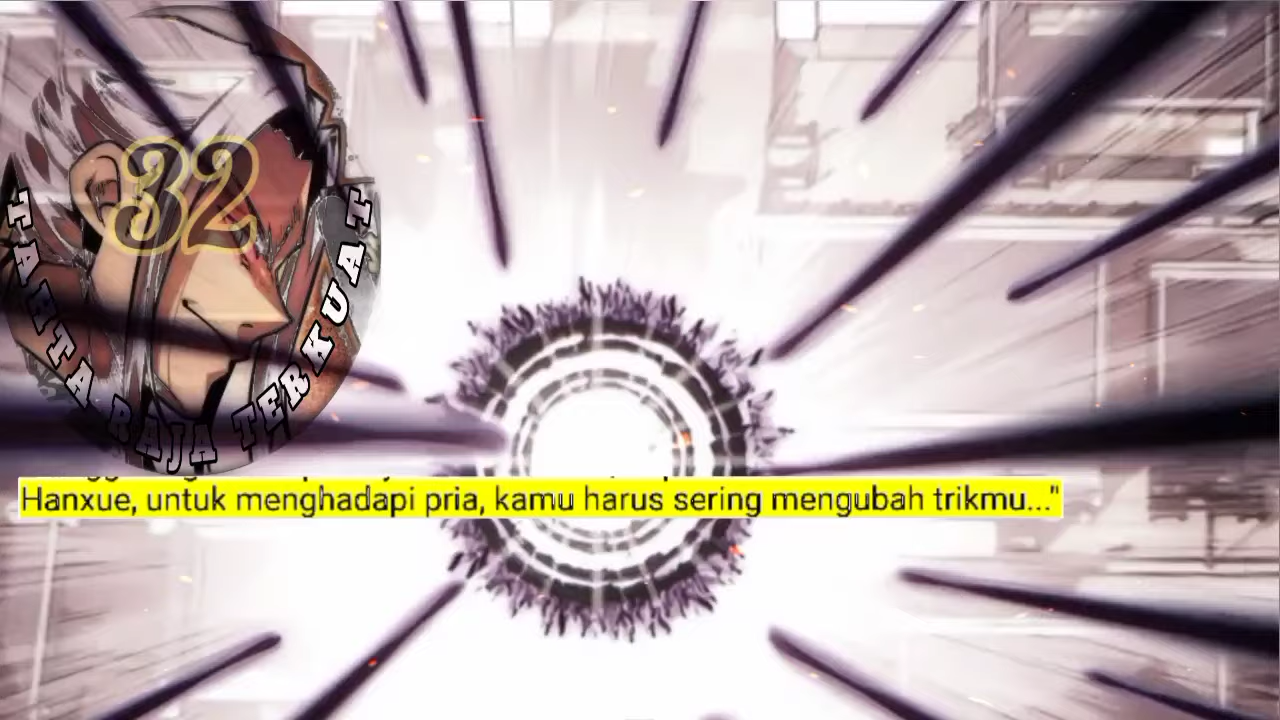 32
TAHTA RAJA TERKUAT
Hanxue, untuk menghadapi pria, kamu harus sering mengubah trikmu..."